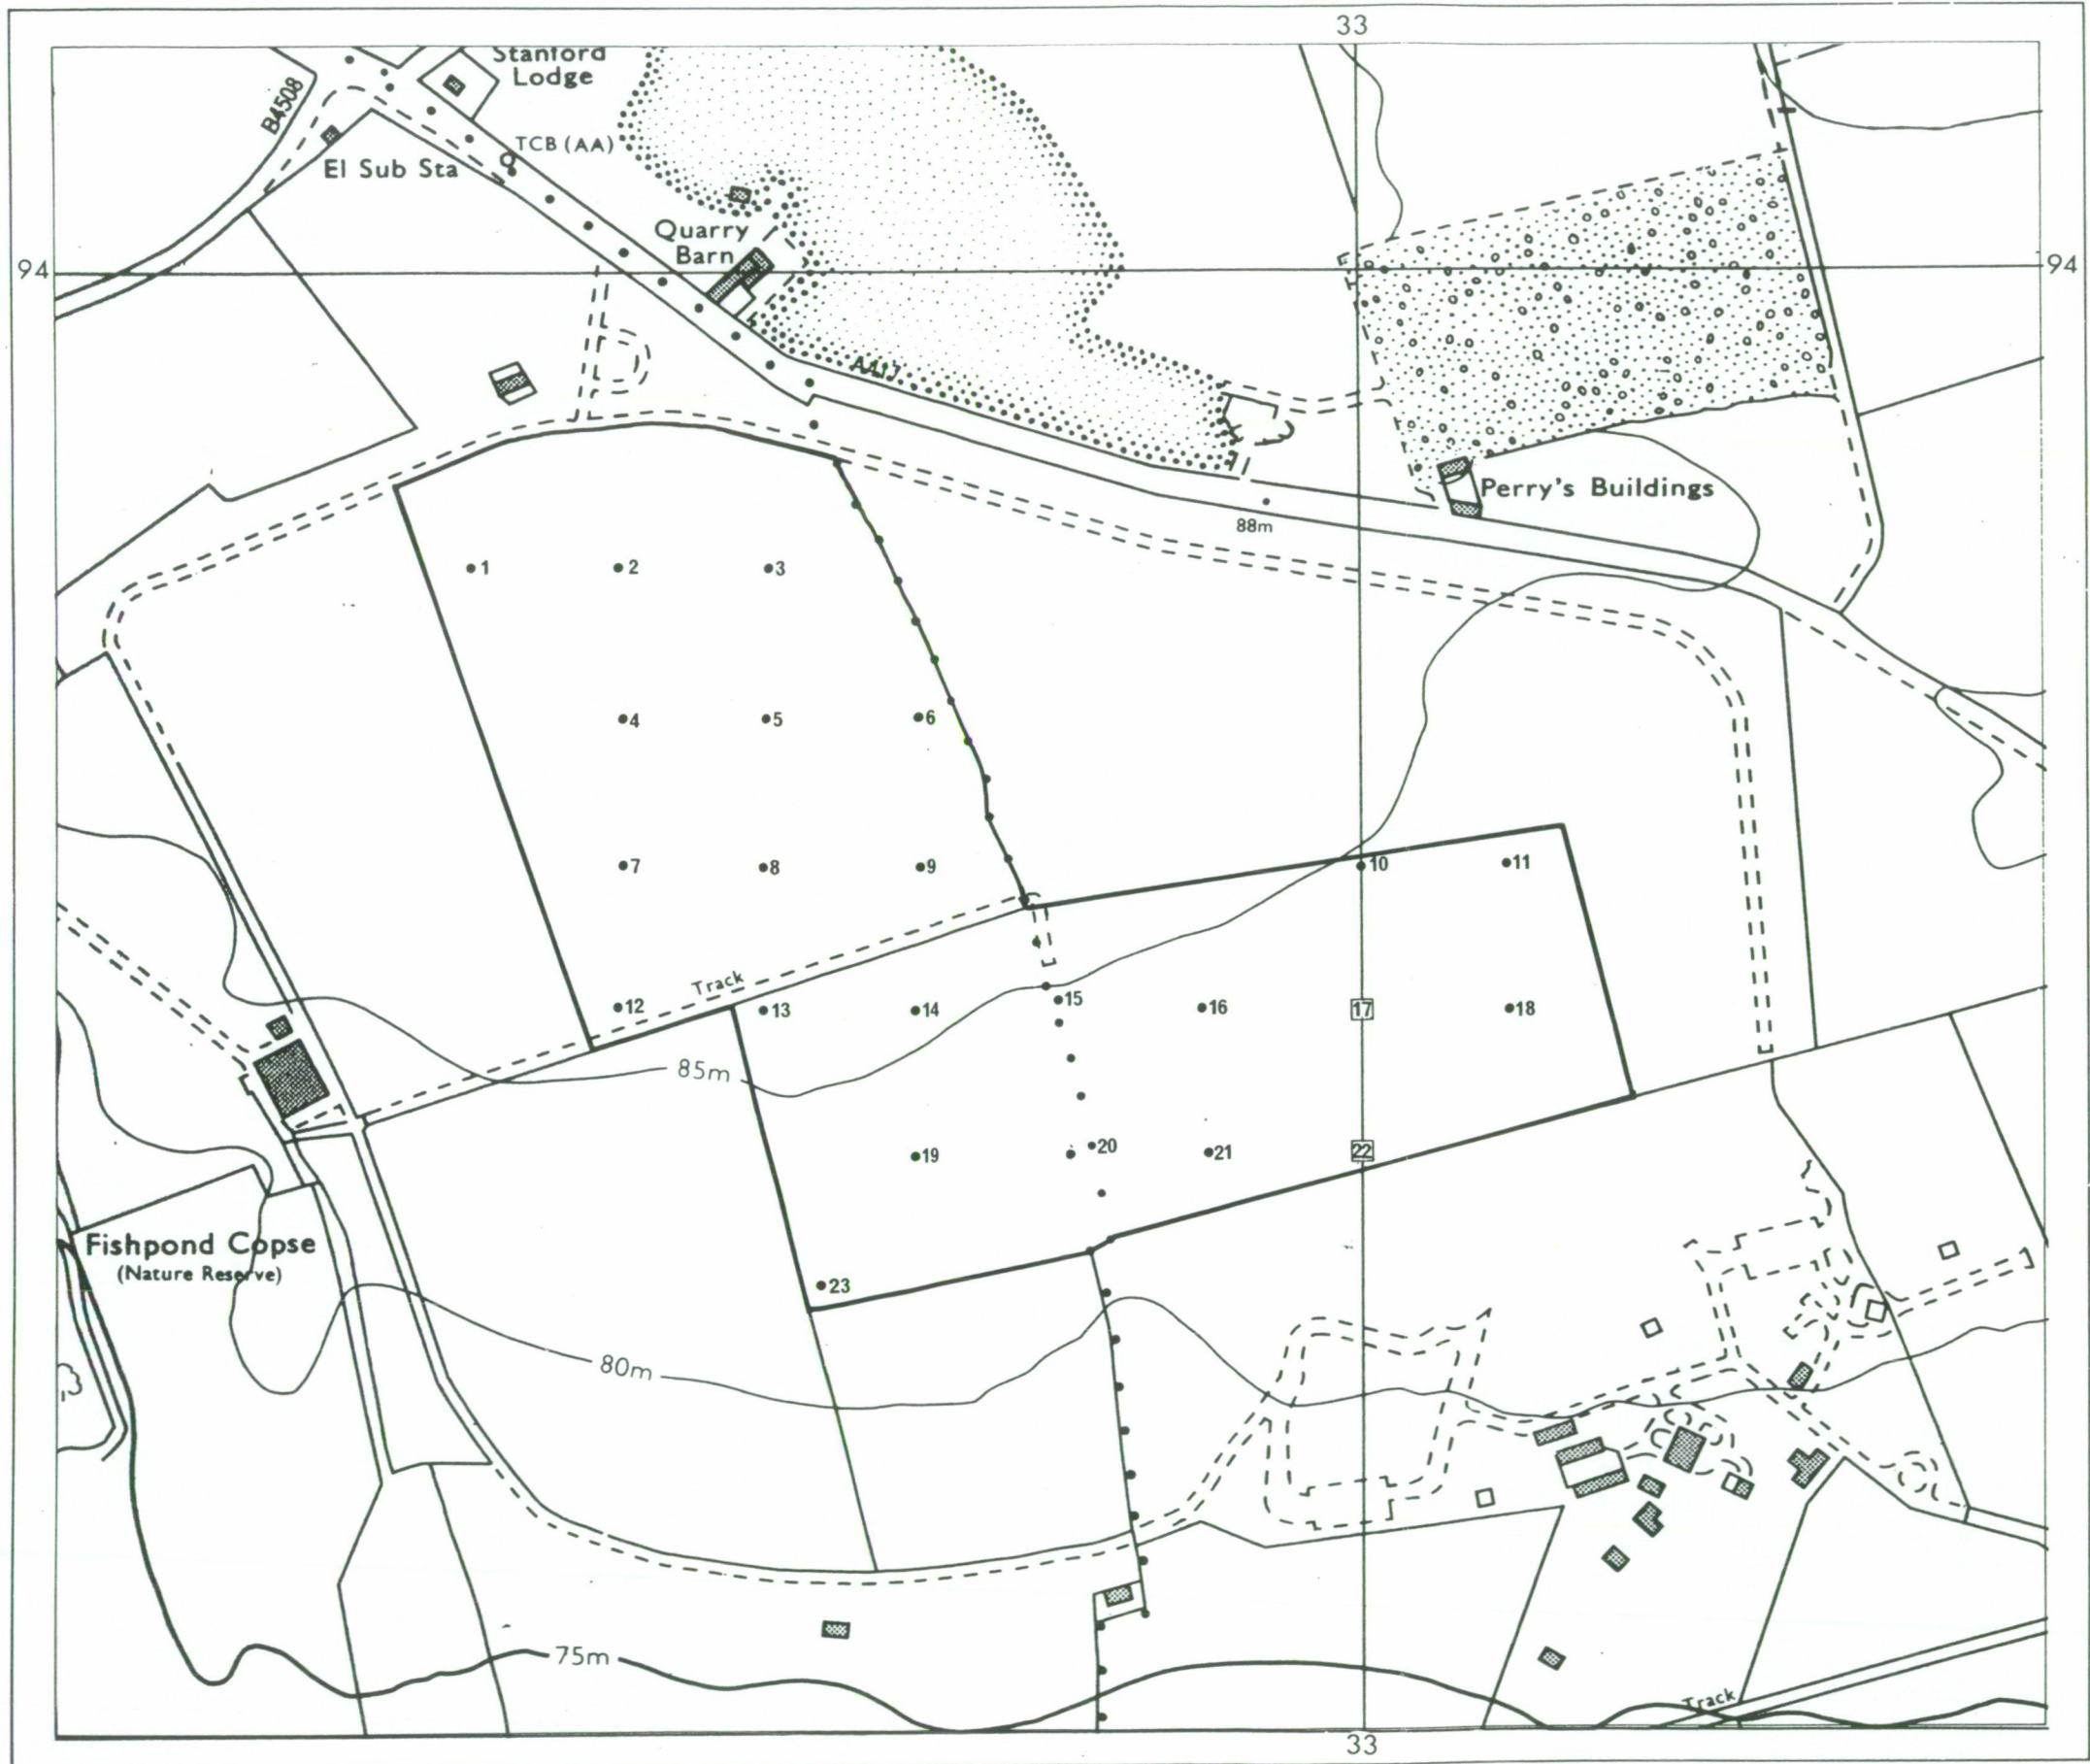 33
Stanford
Lodge
B4508
TCB (AA)
El Sub Sta
Quarry
Barn
94
94
A417
Perry's Buildings
88m
1
2
3
4
5
6
7
8
9
10
11
Track
12
13
14
15
16
17
18
85m
19
20
21
22
Fishpond Copse
(Nature Reserve)
23
80m
75m
Track
33